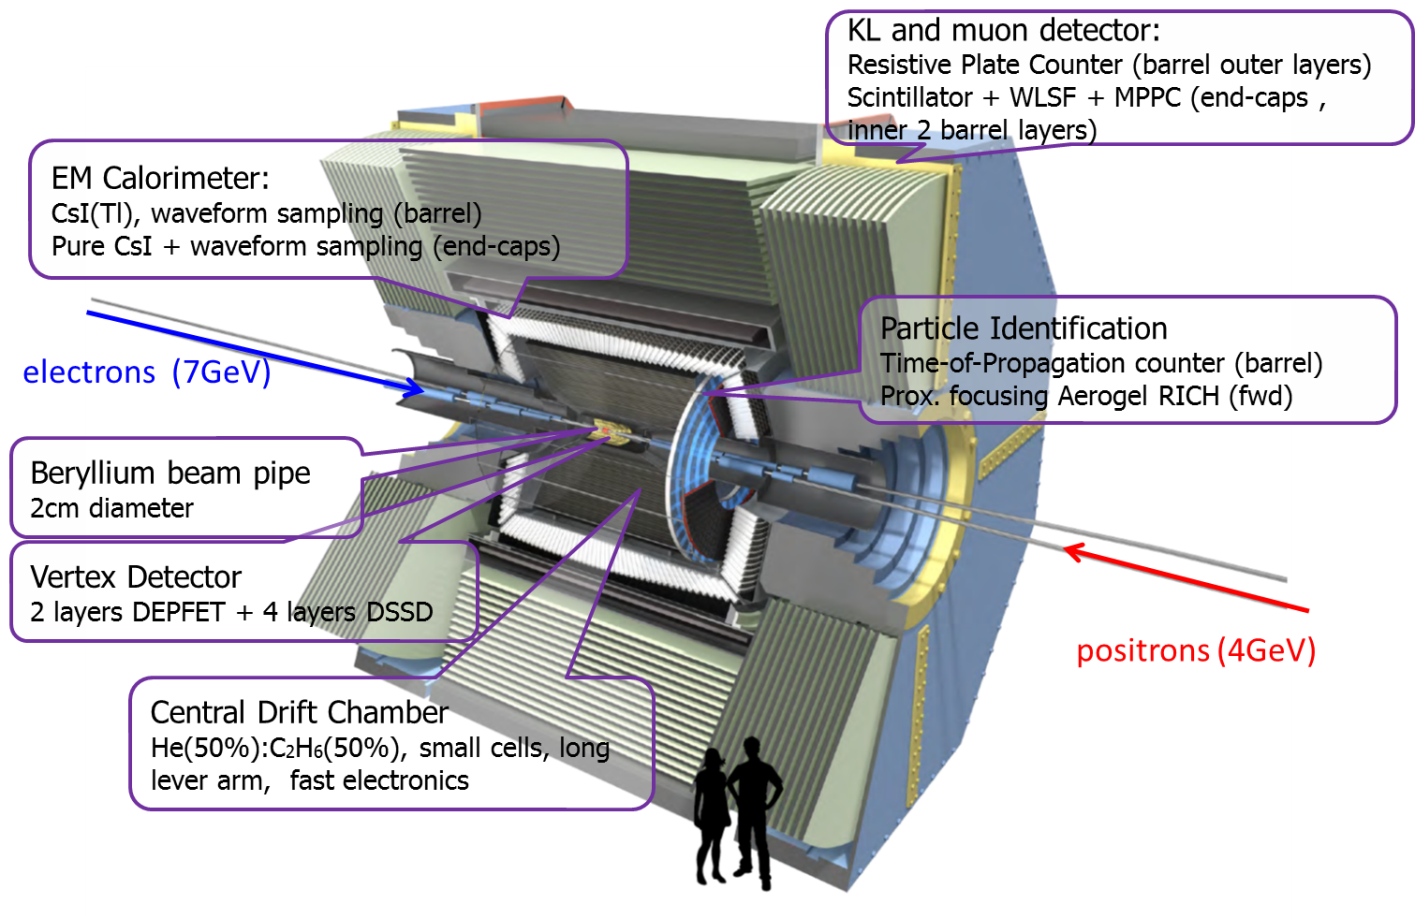 KL and muon detector:
Resistive Plate Counter (barrel outer layers)
Scintillator + WLSF + MPPC (end-caps ,
inner 2 barrel layers)
EM Calorimeter:
CsI(Tl), waveform sampling (barrel)
Pure CsI + waveform sampling (end-caps)
Particle Identification
Time-of-Propagation counter (barrel)
Prox. focusing Aerogel RICH (fwd)
electrons (7GeV)
Beryllium beam pipe
2cm diameter
Vertex Detector
2 layers DEPFET + 4 layers DSSD
positrons (4GeV)
Central Drift Chamber
He(50%):C₂H₆(50%), small cells, long
lever arm, fast electronics